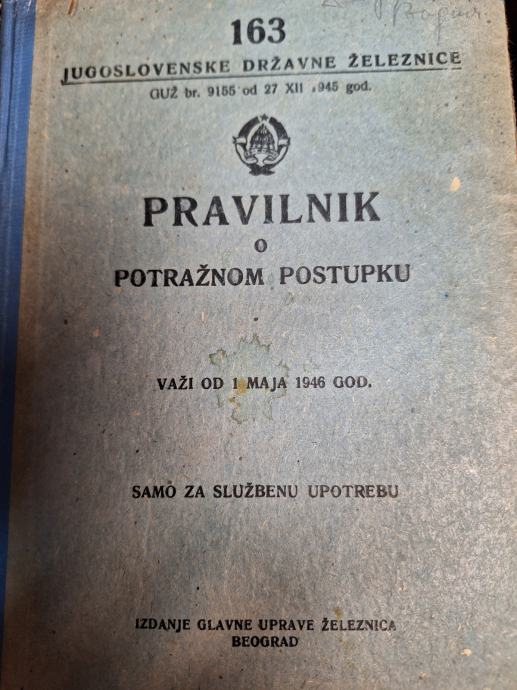 163
JUGOSLOVENSKE DRŽAVNE ŽELEZNICE
GUŽ br. 9155 od 27 XII 1945 god.
PRAVILNIK
O
POTRAŽNOM POSTUPKU
VAŽI OD 1 MAJA 1946 GOD.
SAMO ZA SLUŽBENU UPOTREBU
IZDANJE GLAVNE UPRAVE ŽELEZNICA
BEOGRAD